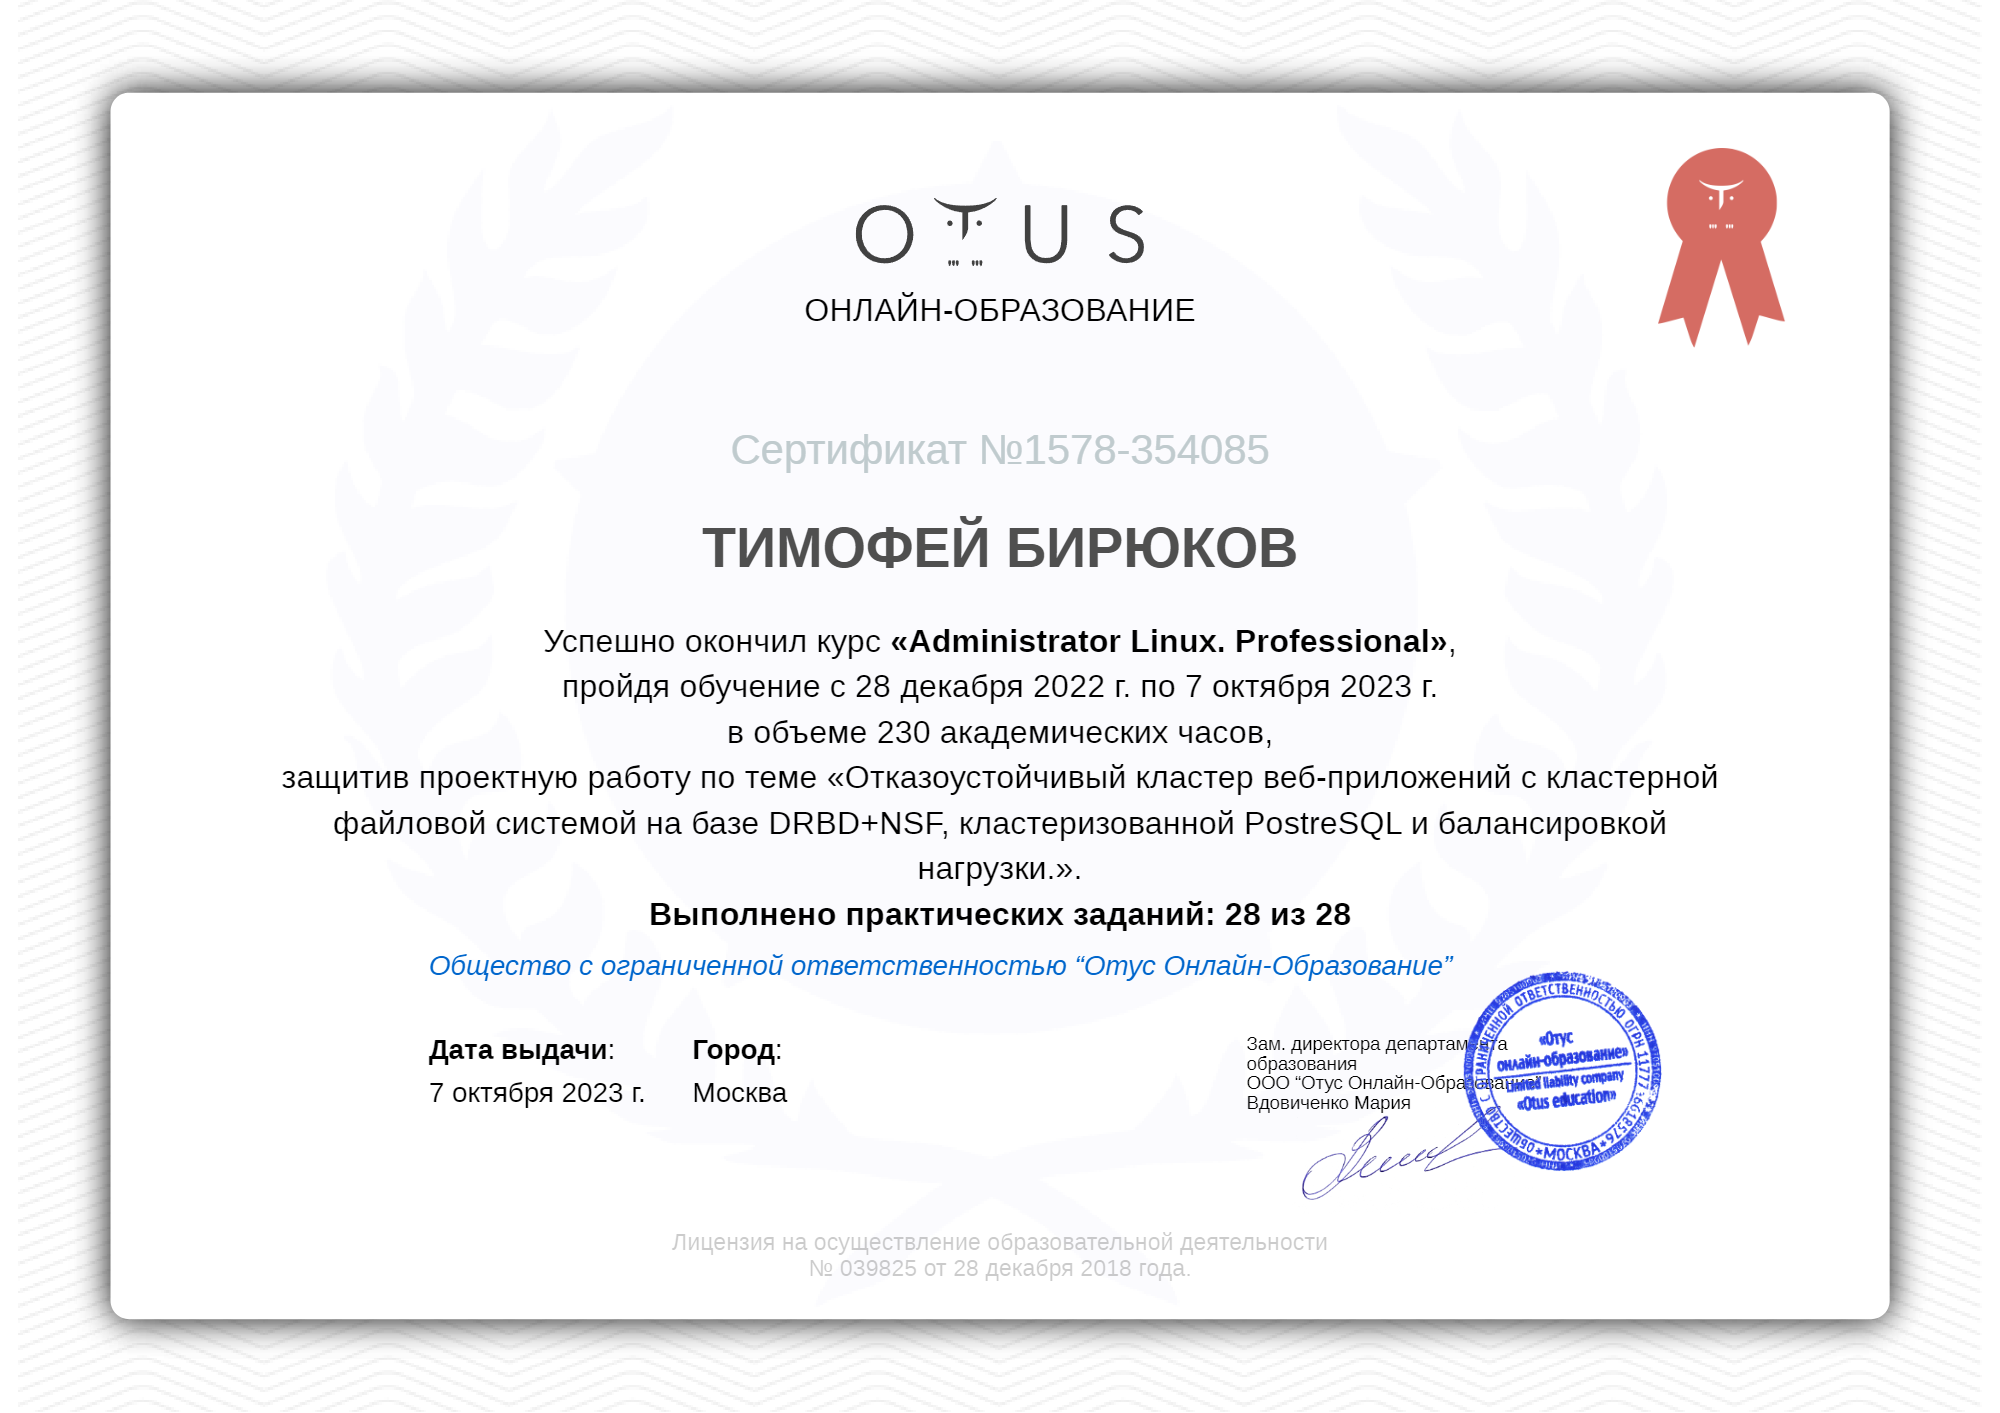 OTUS
ОНЛАЙН-ОБРАЗОВАНИЕ
Сертификат №1578-354085
ТИМОФЕЙ БИРЮКОВ
Успешно окончил курс «Administrator Linux. Professional»,
пройдя обучение с 28 декабря 2022 г. по 7 октября 2023 г.
в объеме 230 академических часов,
защитив проектную работу по теме «Отказоустойчивый кластер веб-приложений с кластерной
файловой системой на базе DRBD+NSF, кластеризованной PostreSQL и балансировкой
нагрузки.».
Выполнено практических заданий: 28 из 28
Общество с ограниченной ответственностью “Отус Онлайн-Образование”
Дата выдачи:
7 октября 2023 г.
Город:
Москва
Зам. директора департамента
образования
ООО “Отус Онлайн-Образование”
Вдовиченко Мария
«Отус
онлайн-образование»
Limited liability company
«Otus education»
ОБЩЕСТВО С ОГРАНИЧЕННОЙ ОТВЕТСТВЕННОСТЬЮ ОГРН
*МОСКВА*
Лицензия на осуществление образовательной деятельности
№ 039825 от 28 декабря 2018 года.